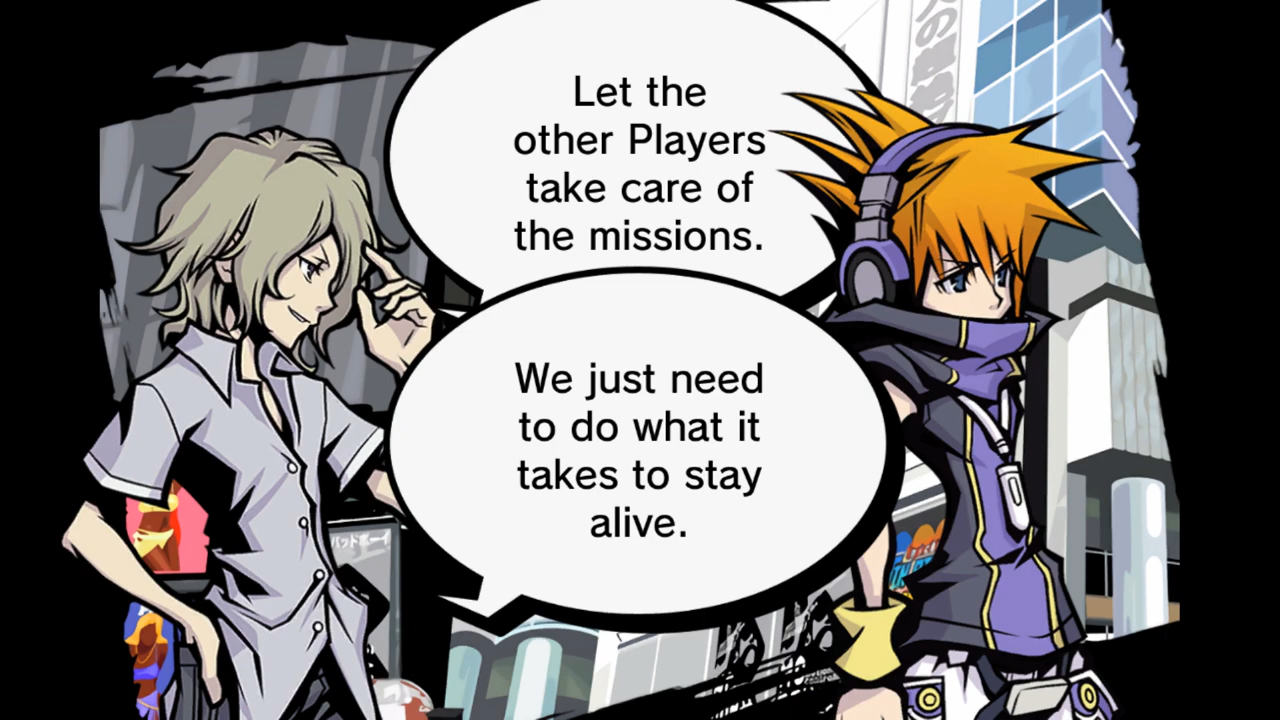 Let the
other Players
take care of
the missions.
We just need
to do what it
takes to stay
alive.